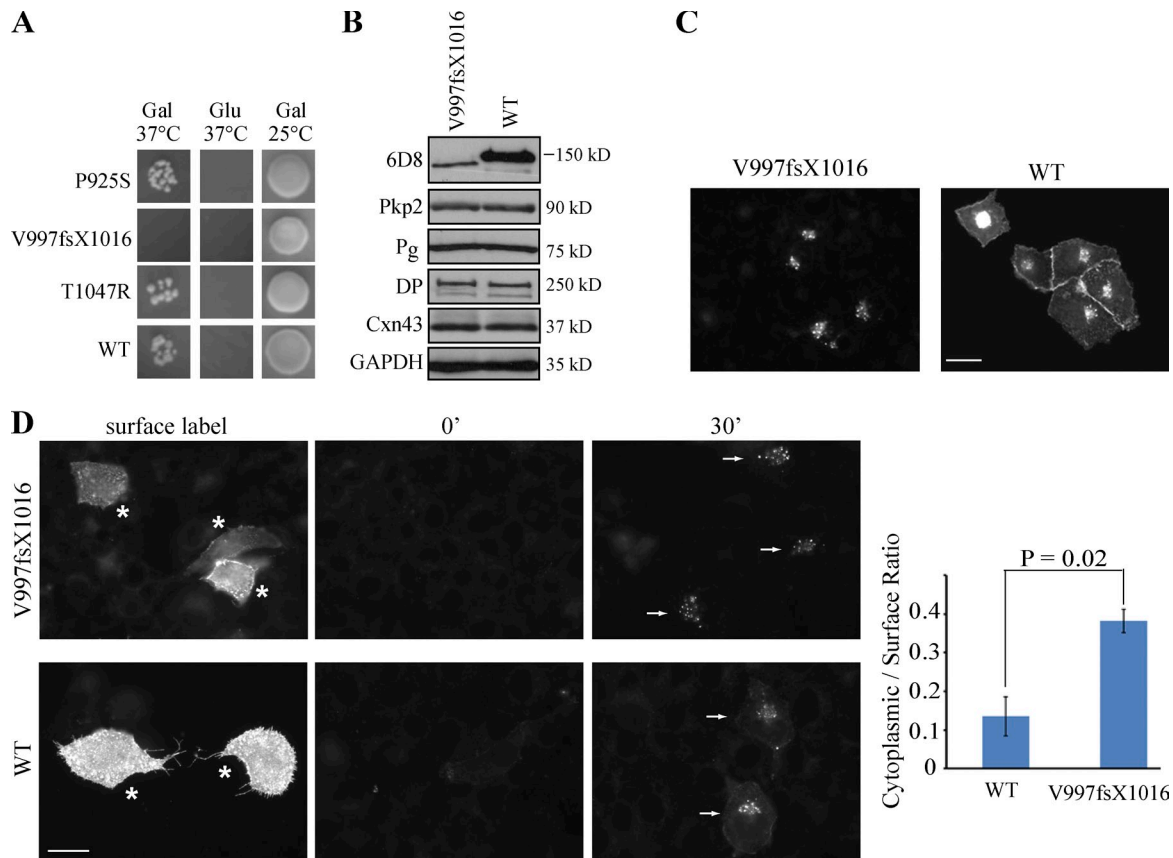 A
Gal Glu Gal
37°C 37°C 25°C
P925S
V997fsX1016
T1047R
WT
B
V997fsX1016
WT
6D8
150 kD
Pkp2
90 kD
Pg
75 kD
DP
250 kD
Cxn43
37 kD
GAPDH
35 kD
C
V997fsX1016
WT
D
surface label
0’
30’
V997fsX1016
*
*
*
WT
*
*
Cytoplasmic / Surface Ratio
P = 0.02
0.4
0.3
0.2
0.1
0
WT
V997fsX1016